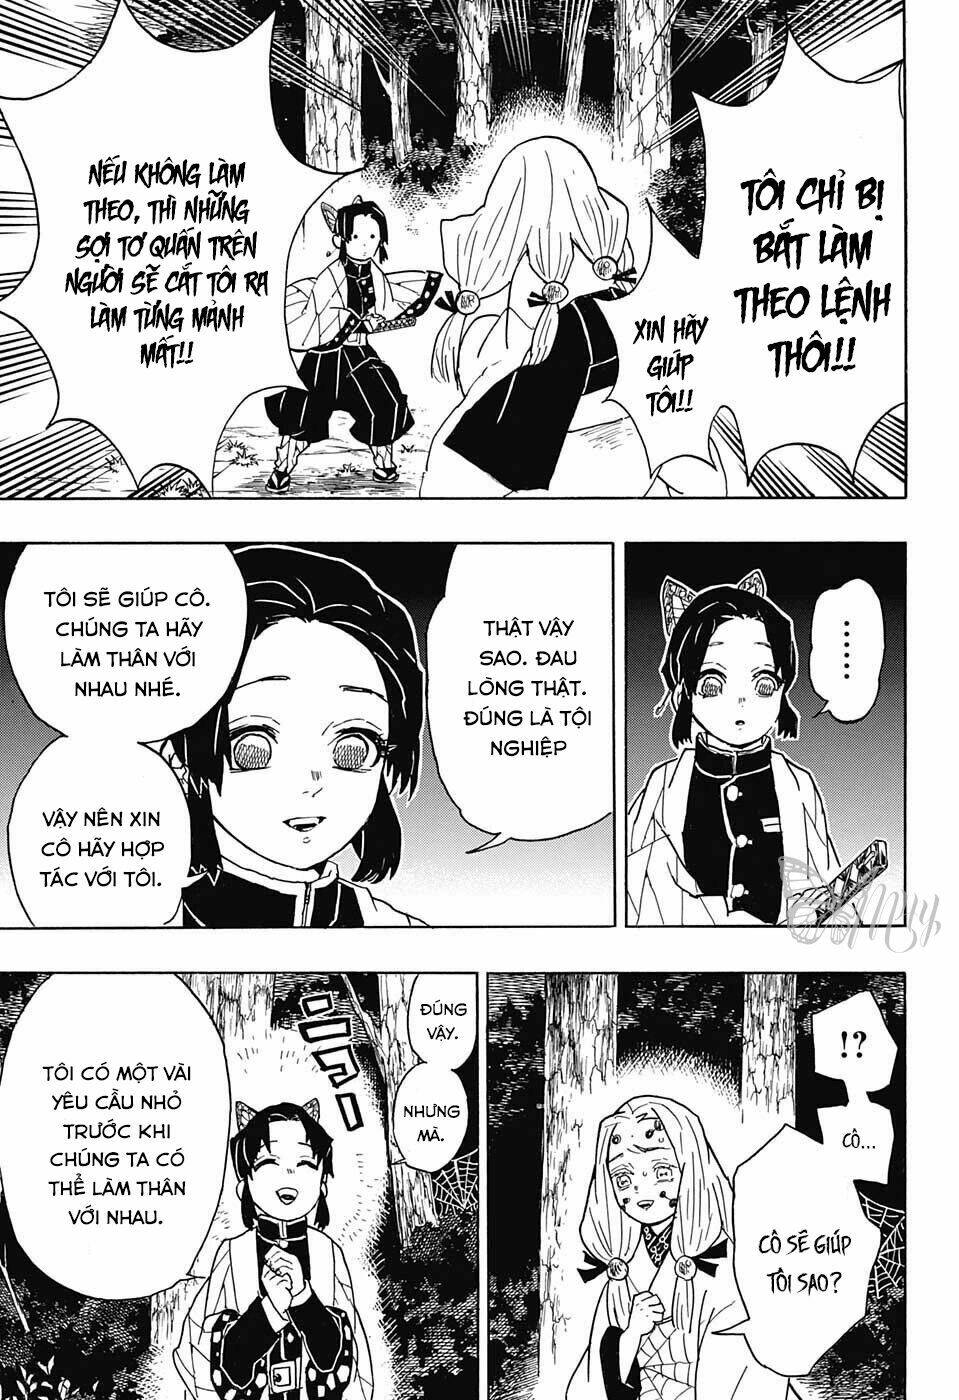 TÔI CHỈ BỊ
BẮT LÀM
THEO LỆNH
THÔI!!
XIN HÃY
GIÚP
TÔI!!
NẾU KHÔNG LÀM
THEO, THÌ NHỮNG
SỢI TƠ QUẤN TRÊN
NGƯỜI SẼ CẮT TÔI RA
LÀM TỪNG MẢNH
MẤT!!
......
THẬT VẬY
SAO. ĐAU
LÒNG THẬT.
ĐÚNG LÀ TỘI
NGHIỆP
TÔI SẼ GIÚP CÔ.
CHÚNG TA HÃY
LÀM THÂN VỚI
NHAU NHÉ.
VẬY NÊN XIN
CÔ HÃY HỢP
TÁC VỚI TÔI.
!?
CÔ...
CÔ SẼ GIÚP
TÔI SAO?
ĐÚNG
VẬY.
NHƯNG
MÀ.
TÔI CÓ MỘT VÀI
YÊU CẦU NHỎ
TRƯỚC KHI
CHÚNG TA CÓ
THỂ LÀM THÂN
VỚI NHAU.